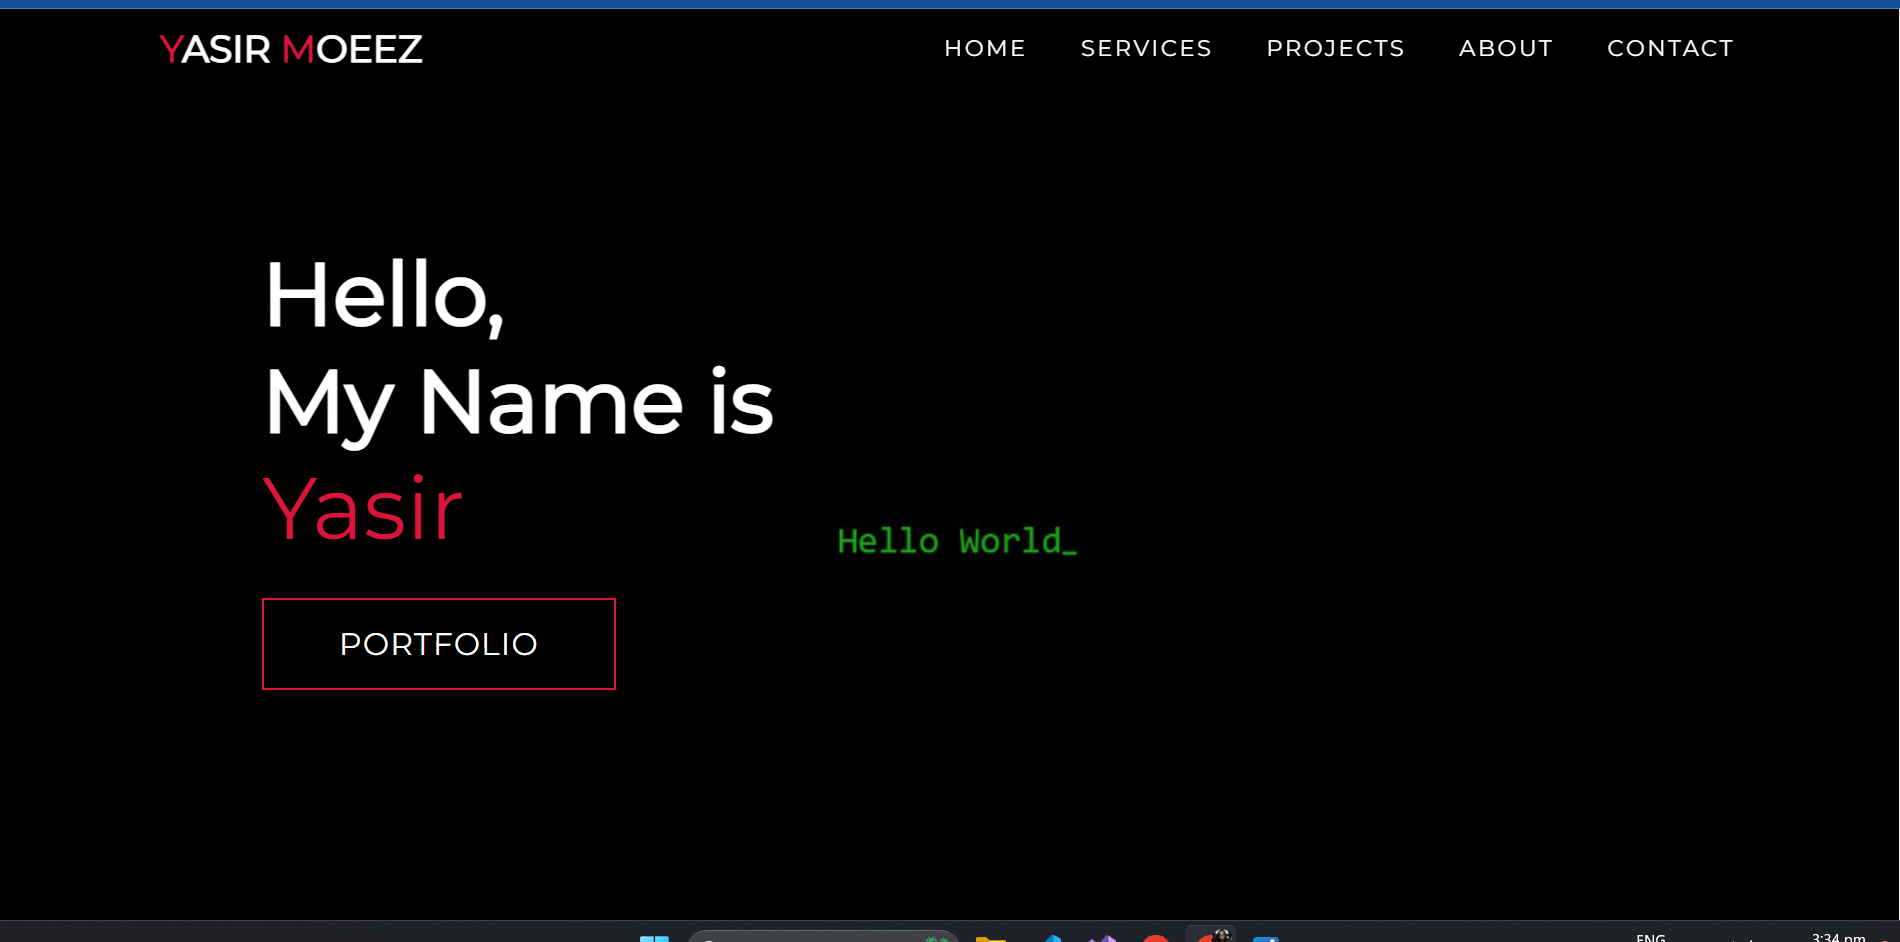 YASIR MOEEZ
HOME SERVICES PROJECTS ABOUT CONTACT
Hello,
My Name is
Yasir
Hello World_
PORTFOLIO
ENG
3:34 pm